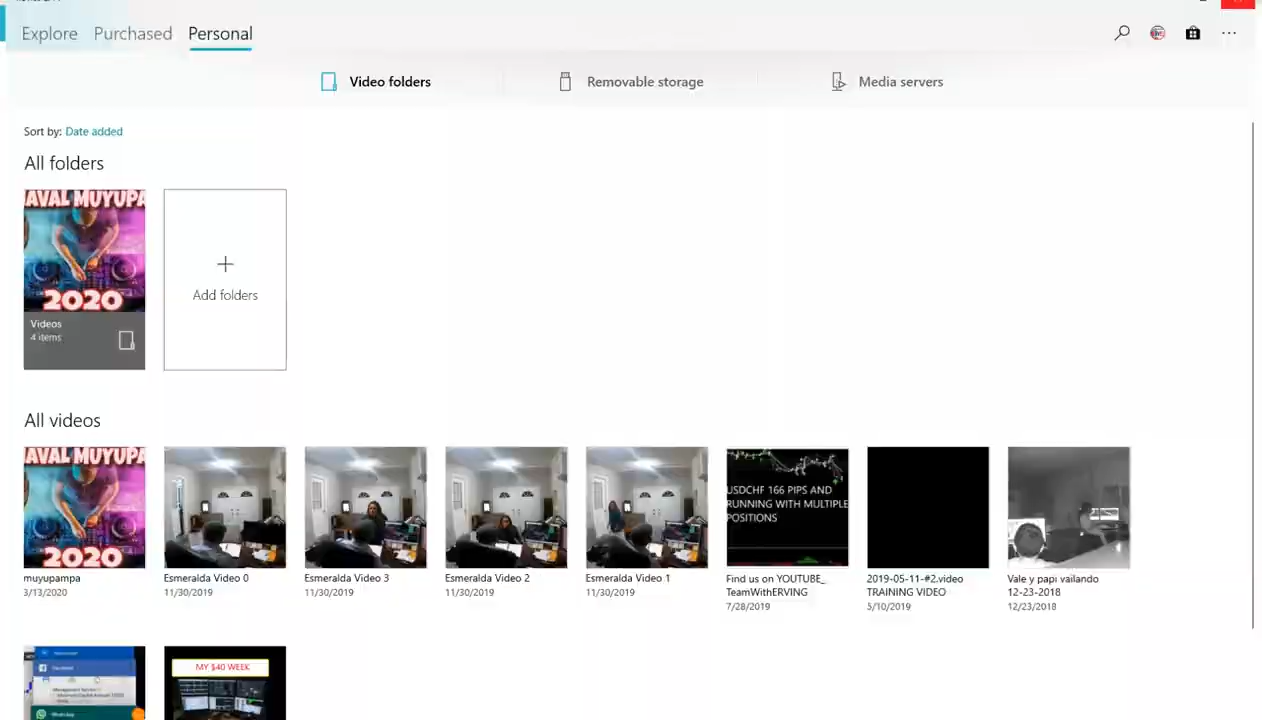 Explore Purchased Personal
Video folders Removable storage Media servers
Sort by: Date added
All folders
AVAL MUYUPA
2020
Videos
4 items
Add folders
All videos
AVAL MUYUPA
2020
USDCHF 166 PIPS AND
RUNNING WITH MULTIPLE
POSITIONS
muyupampa
3/13/2020
Esmeralda Video 0
11/30/2019
Esmeralda Video 3
11/30/2019
Esmeralda Video 2
11/30/2019
Esmeralda Video 1
11/30/2019
Find us on YOUTUBE_
TeamWithERVING
7/28/2019
2019-05-11-#2.video
TRAINING VIDEO
5/10/2019
Vale y papi vailando
12-23-2018
12/23/2018
WhatsApp
MY $40 WEEK